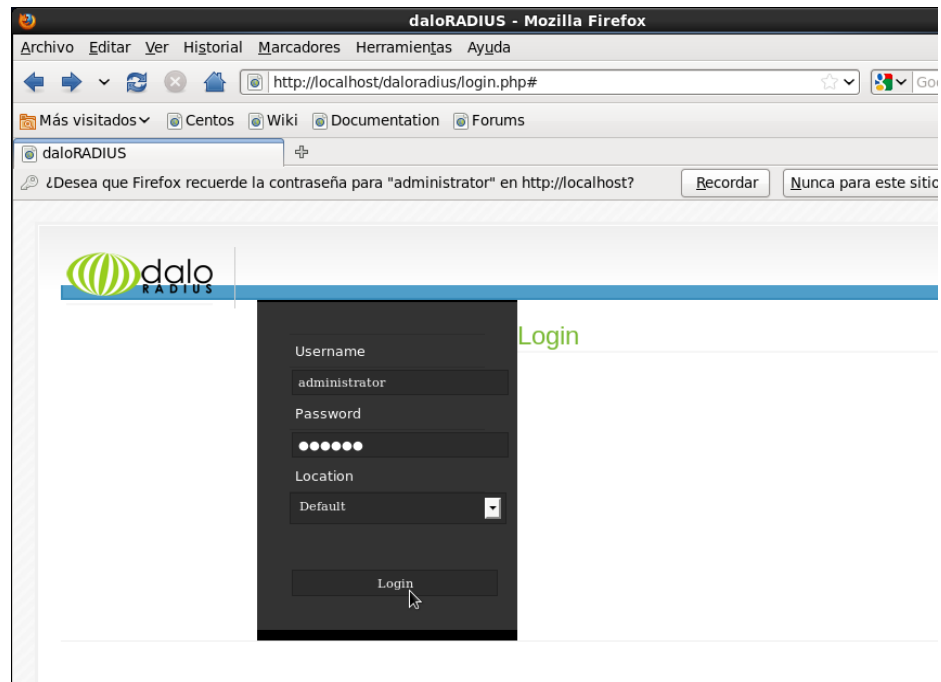 daloRADIUS - Mozilla Firefox
Archivo Editar Ver Historial Marcadores Herramientas Ayuda
http://localhost/daloradius/login.php#
Más visitados Centos Wiki Documentation Forums
daloRADIUS
¿Desea que Firefox recuerde la contraseña para "administrator" en http://localhost? Recordar Nunca para este sitio
dalo
RADIUS
Login
Username
administrator
Password
Location
Default
Login